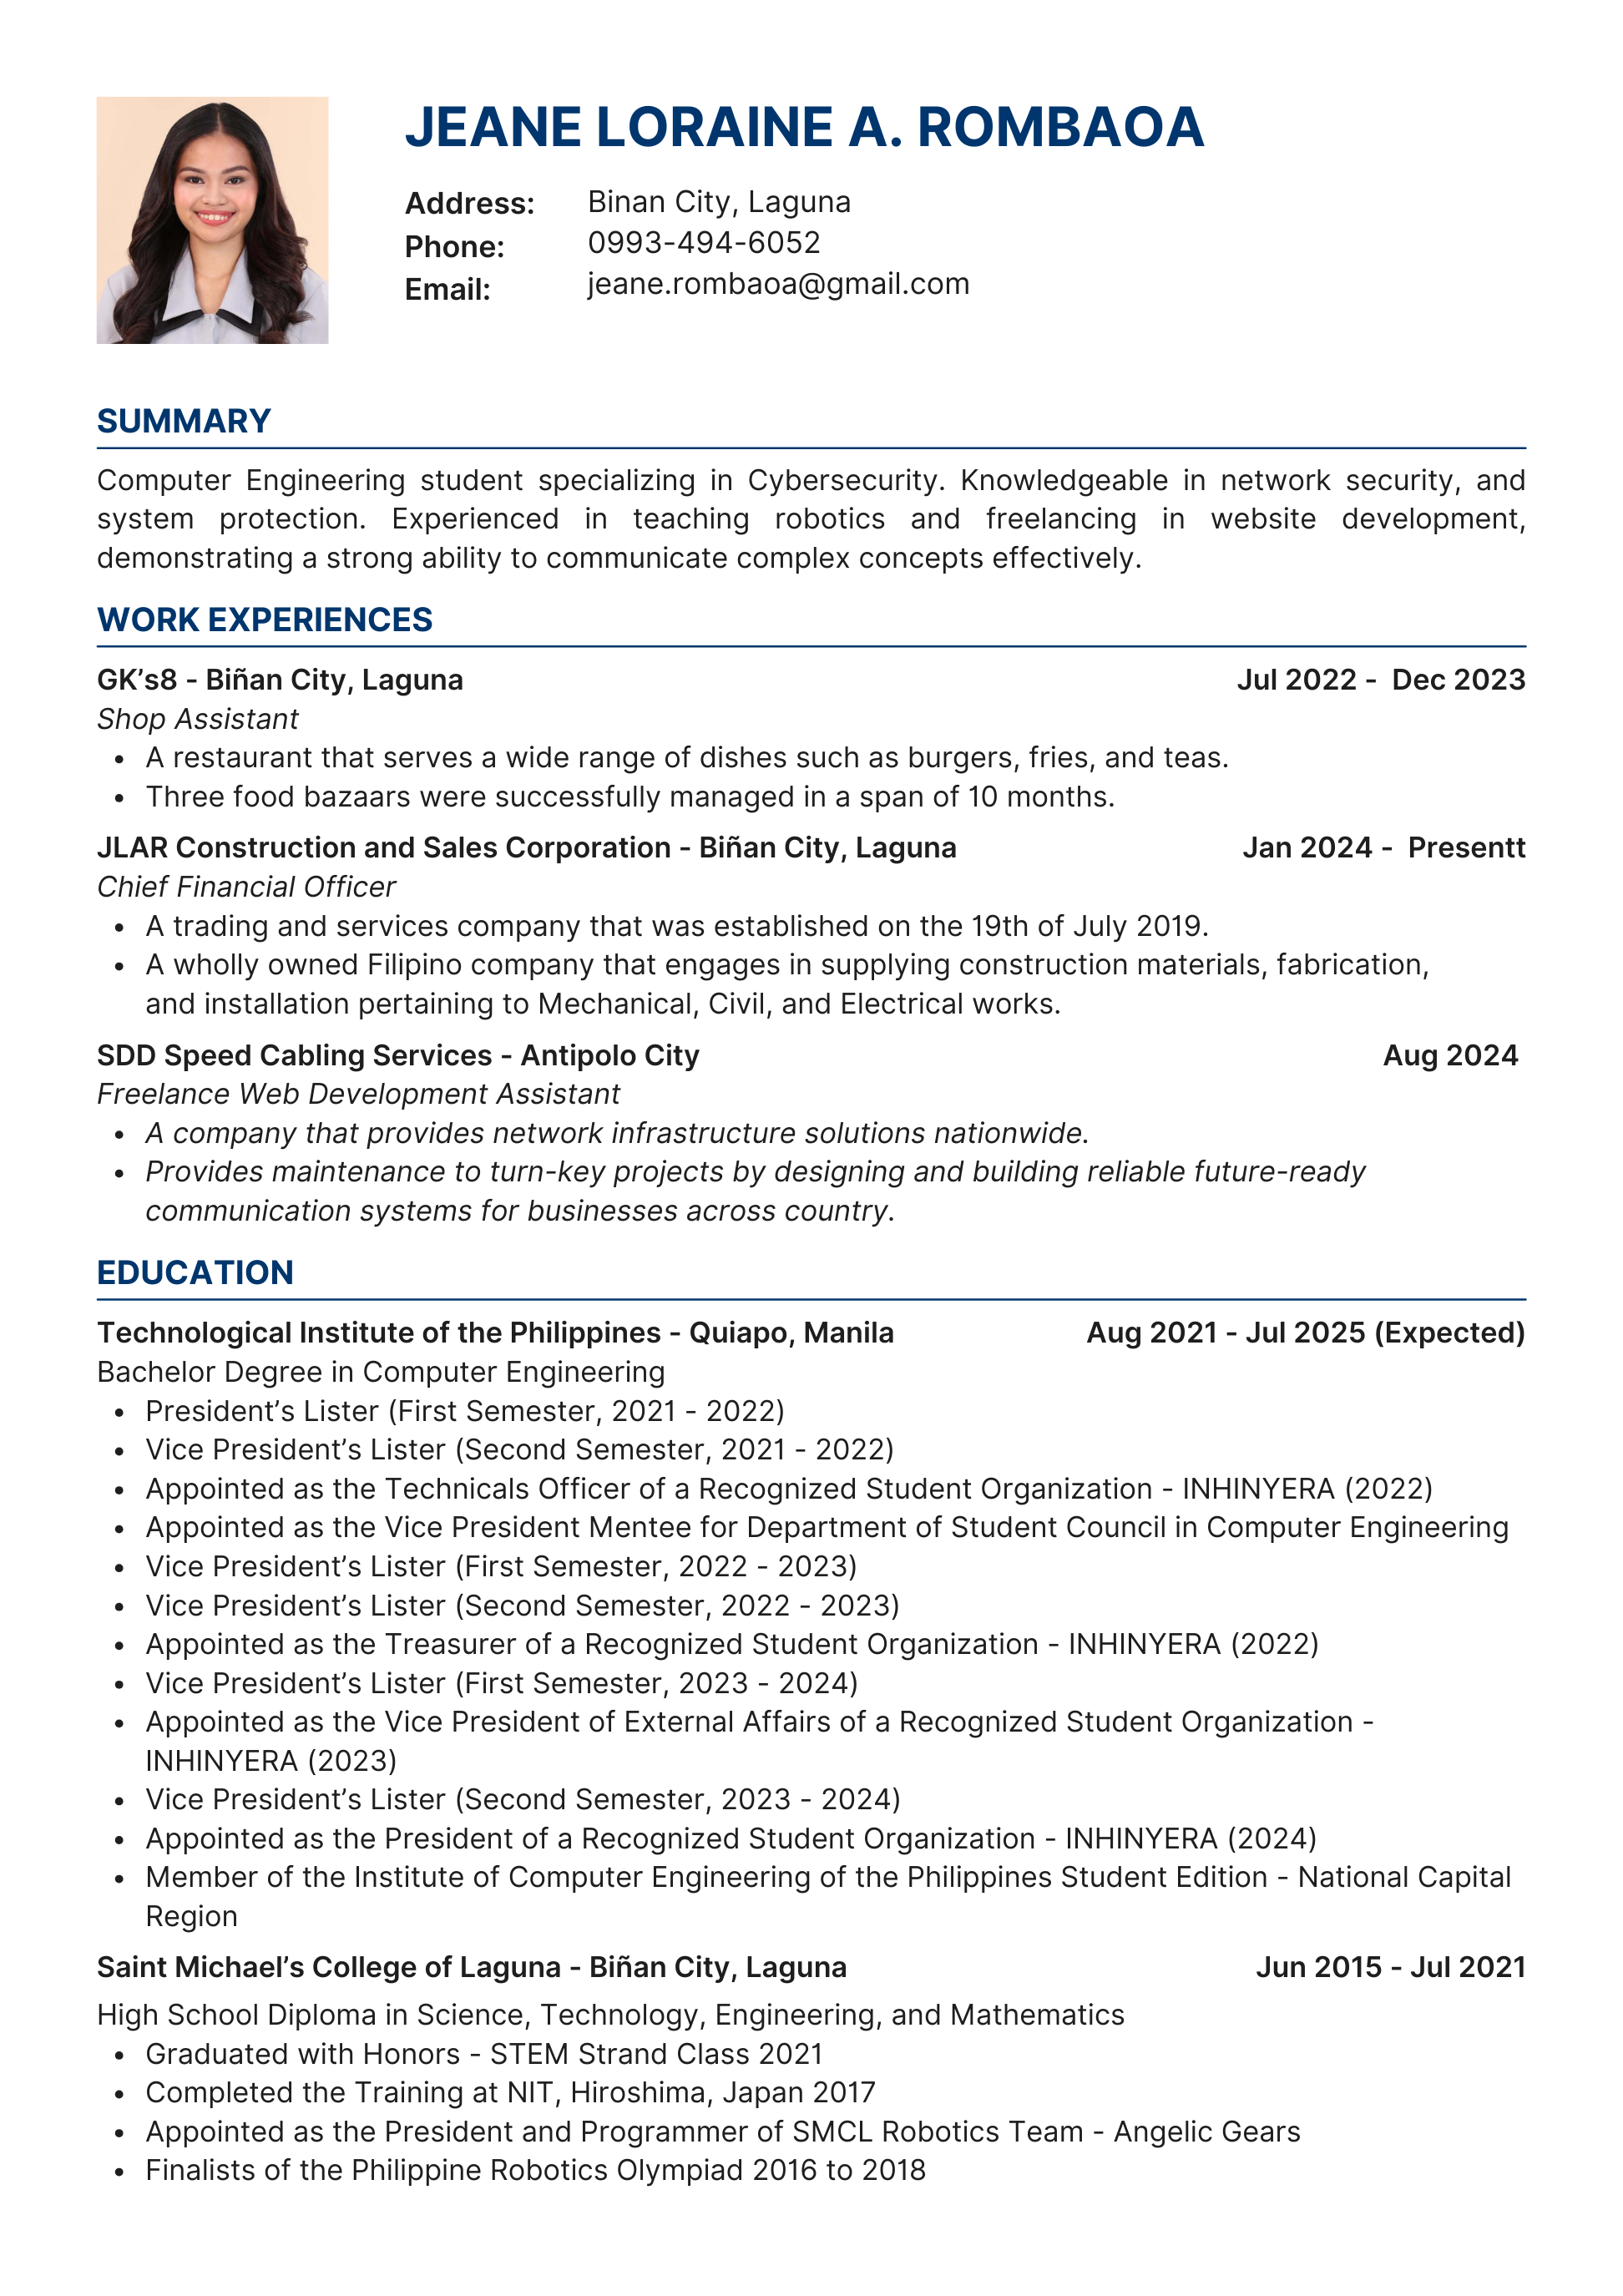 JEANE LORAINE A. ROMBAOA
Address: Binan City, Laguna
Phone: 0993-494-6052
Email: jeane.rombaoa@gmail.com
SUMMARY
Computer Engineering student specializing in Cybersecurity. Knowledgeable in network security, and
system protection. Experienced in teaching robotics and freelancing in website development,
demonstrating a strong ability to communicate complex concepts effectively.
WORK EXPERIENCES
GK’s8 - Biñan City, Laguna Jul 2022 - Dec 2023
Shop Assistant
• A restaurant that serves a wide range of dishes such as burgers, fries, and teas.
• Three food bazaars were successfully managed in a span of 10 months.
JLAR Construction and Sales Corporation - Biñan City, Laguna Jan 2024 - Presentt
Chief Financial Officer
• A trading and services company that was established on the 19th of July 2019.
• A wholly owned Filipino company that engages in supplying construction materials, fabrication,
and installation pertaining to Mechanical, Civil, and Electrical works.
SDD Speed Cabling Services - Antipolo City Aug 2024
Freelance Web Development Assistant
• A company that provides network infrastructure solutions nationwide.
• Provides maintenance to turn-key projects by designing and building reliable future-ready
communication systems for businesses across country.
EDUCATION
Technological Institute of the Philippines - Quiapo, Manila Aug 2021 - Jul 2025 (Expected)
Bachelor Degree in Computer Engineering
• President’s Lister (First Semester, 2021 - 2022)
• Vice President’s Lister (Second Semester, 2021 - 2022)
• Appointed as the Technicals Officer of a Recognized Student Organization - INHINYERA (2022)
• Appointed as the Vice President Mentee for Department of Student Council in Computer Engineering
• Vice President’s Lister (First Semester, 2022 - 2023)
• Vice President’s Lister (Second Semester, 2022 - 2023)
• Appointed as the Treasurer of a Recognized Student Organization - INHINYERA (2022)
• Vice President’s Lister (First Semester, 2023 - 2024)
• Appointed as the Vice President of External Affairs of a Recognized Student Organization -
INHINYERA (2023)
• Vice President’s Lister (Second Semester, 2023 - 2024)
• Appointed as the President of a Recognized Student Organization - INHINYERA (2024)
• Member of the Institute of Computer Engineering of the Philippines Student Edition - National Capital
Region
Saint Michael’s College of Laguna - Biñan City, Laguna Jun 2015 - Jul 2021
High School Diploma in Science, Technology, Engineering, and Mathematics
• Graduated with Honors - STEM Strand Class 2021
• Completed the Training at NIT, Hiroshima, Japan 2017
• Appointed as the President and Programmer of SMCL Robotics Team - Angelic Gears
• Finalists of the Philippine Robotics Olympiad 2016 to 2018